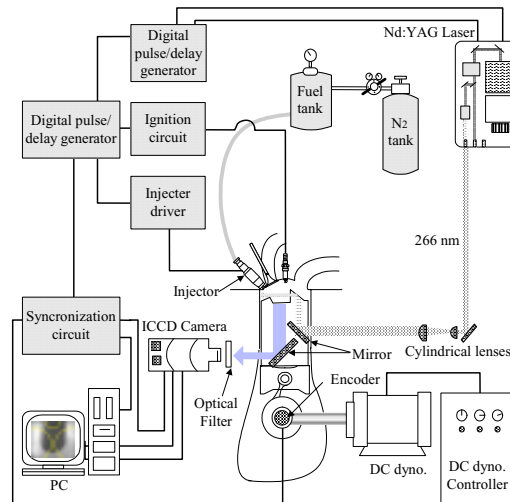 Nd:YAG Laser
Digital
pulse/delay
generator
Fuel
tank
Digital pulse/
delay generator
Ignition
circuit
N2
tank
Injecter
driver
266 nm
Injector
Syncronization
circuit
ICCD Camera
Mirror
Cylindrical lenses
Optical
Filter
Encoder
PC
DC dyno.
DC dyno.
Controller